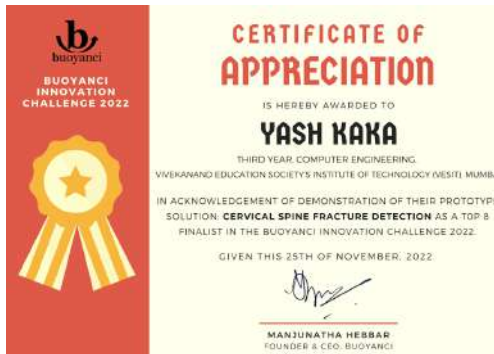 buoyanci
BUOYANCI
INNOVATION
CHALLENGE 2022
CERTIFICATE OF
APPRECIATION
IS HEREBY AWARDED TO
YASH KAKA
THIRD YEAR, COMPUTER ENGINEERING,
VIVEKANAND EDUCATION SOCIETY'S INSTITUTE OF TECHNOLOGY (VESIT), MUMB
IN ACKNOWLEDGEMENT OF DEMONSTRATION OF THEIR PROTOTYP
SOLUTION: CERVICAL SPINE FRACTURE DETECTION AS A TOP 8
FINALIST IN THE BUOYANCI INNOVATION CHALLENGE 2022.
GIVEN THIS 25TH OF NOVEMBER, 2022
MANJUNATHA HEBBAR
FOUNDER & CEO, BUOYANCI